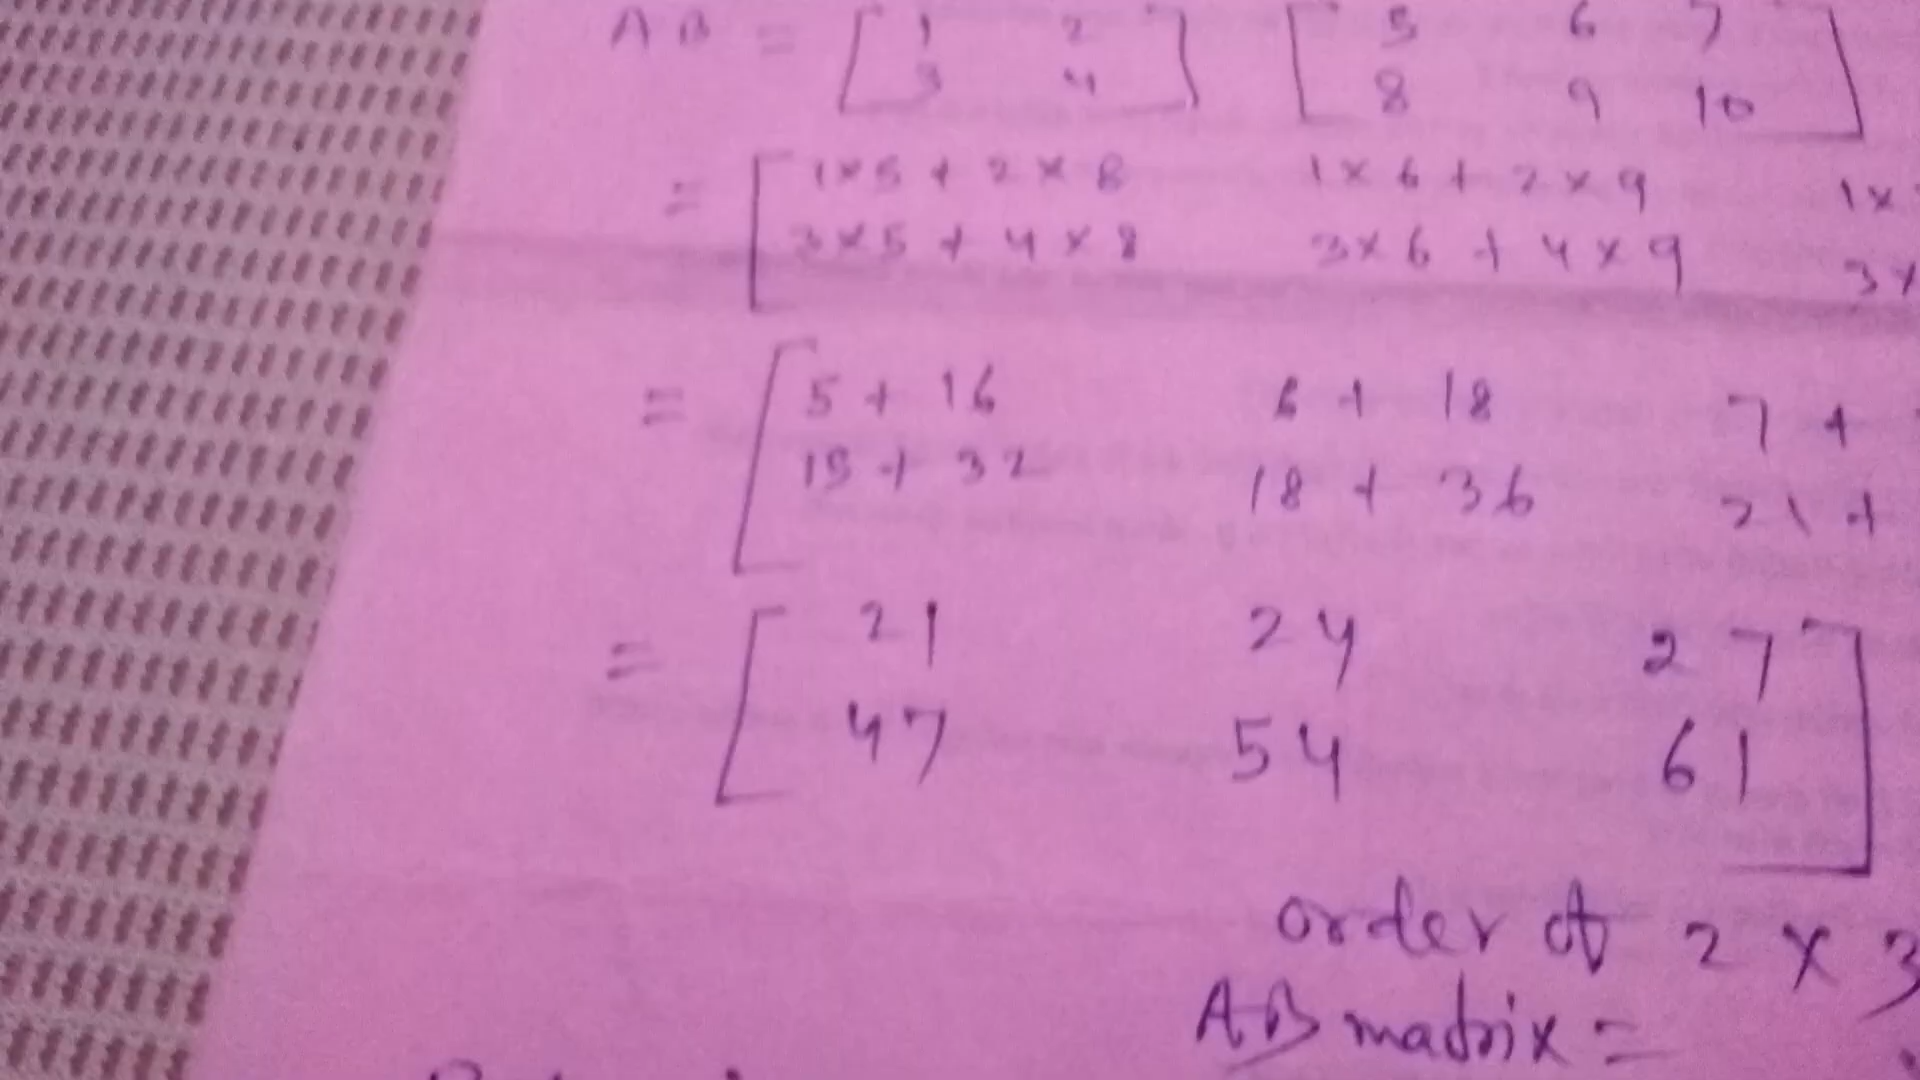 AB = [ 1 2 ] [ 5 6 7 ]
3 4 8 9 10
= [ 1×5 + 2×8 1×6 + 2×9 1×
3×5 + 4×8 3×6 + 4×9 3×
= [ 5 + 16 6 + 18 7 +
15 + 32 18 + 36 21 +
= [ 21 24 27 ]
47 54 61
order of 2 × 3
AB matrix =